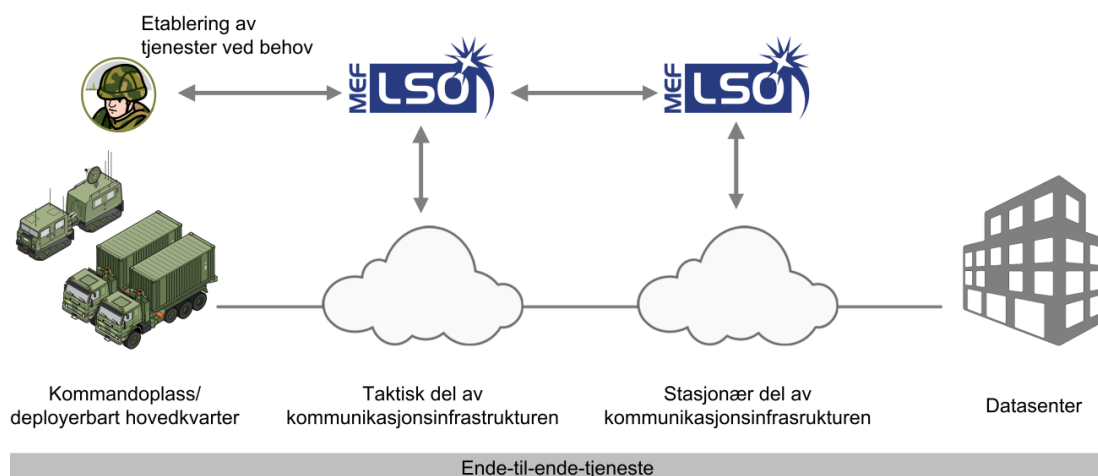 Etablering av
tjenester ved behov
MEF LSO
MEF LSO
Kommandoplass/
deployerbart hovedkvarter
Taktisk del av
kommunikasjonsinfrastrukturen
Stasjonær del av
kommunikasjonsinfrasrukturen
Datasenter
Ende-til-ende-tjeneste